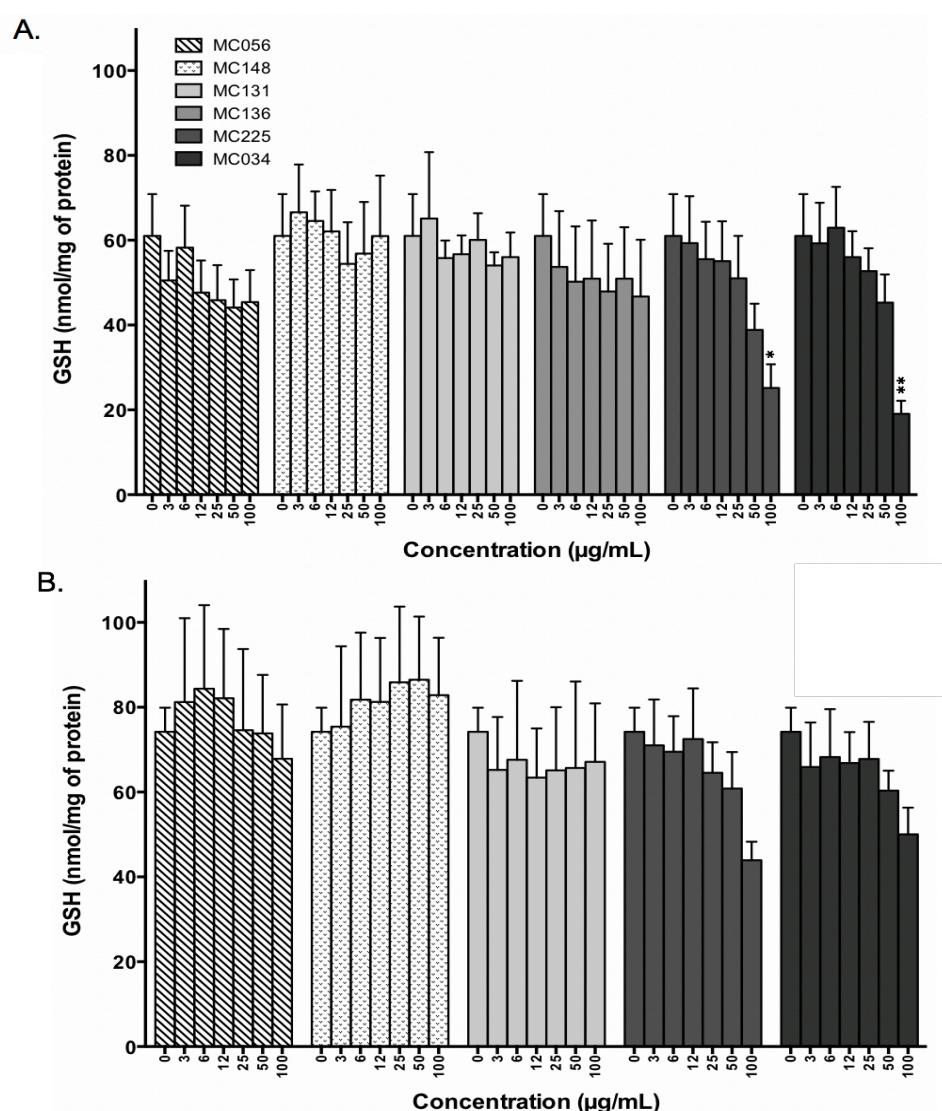 A.
MC056
MC148
MC131
MC136
MC225
MC034
GSH (nmol/mg of protein)
100
80
60
40
20
0
* **
0 3 6 12 25 50 100 0 3 6 12 25 50 100 0 3 6 12 25 50 100 0 3 6 12 25 50 100 0 3 6 12 25 50 100 0 3 6 12 25 50 100
Concentration (µg/mL)
B.
GSH (nmol/mg of protein)
100
80
60
40
20
0
0 3 6 12 25 50 100 0 3 6 12 25 50 100 0 3 6 12 25 50 100 0 3 6 12 25 50 100 0 3 6 12 25 50 100
Concentration (µg/mL)